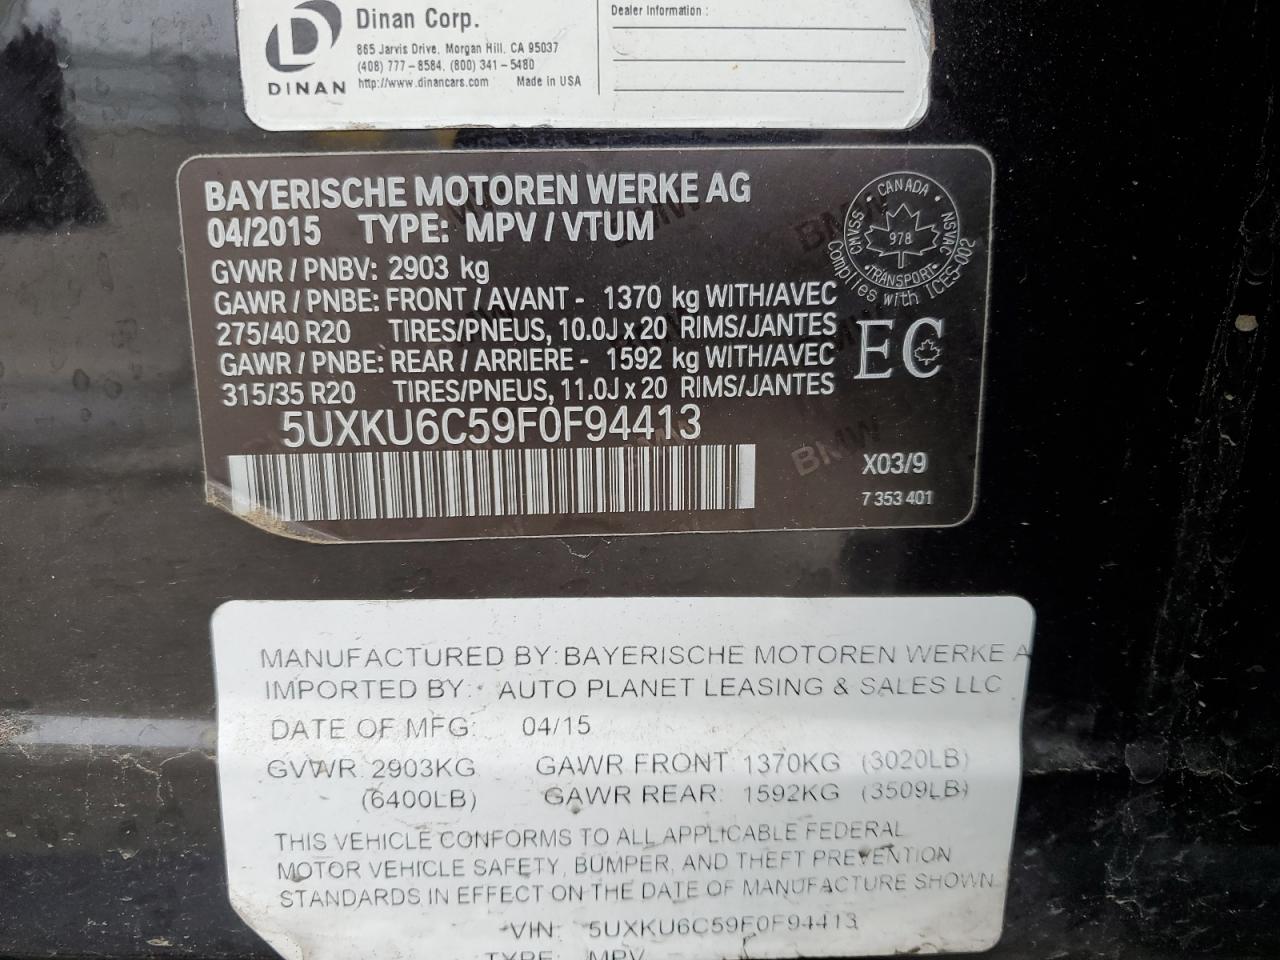 Dinan Corp.
865 Jarvis Drive, Morgan Hill, CA 95037
(408) 777-8584, (800) 341-5480
http://www.dinancars.com Made in USA
DINAN
Dealer Information :
BAYERISCHE MOTOREN WERKE AG
04/2015 TYPE: MPV / VTUM
GVWR / PNBV: 2903 kg
GAWR / PNBE: FRONT / AVANT - 1370 kg WITH/AVEC
275/40 R20 TIRES/PNEUS, 10.0J x 20 RIMS/JANTES
GAWR / PNBE: REAR / ARRIERE - 1592 kg WITH/AVEC
315/35 R20 TIRES/PNEUS, 11.0J x 20 RIMS/JANTES
5UXKU6C59F0F94413
CANADA
CMVSS
NSVAC
978
TRANSPORT
Complies with ICES-002
EC
X03/9
7 353 401
BMW
MANUFACTURED BY: BAYERISCHE MOTOREN WERKE A
IMPORTED BY: AUTO PLANET LEASING & SALES LLC
DATE OF MFG: 04/15
GVWR: 2903KG GAWR FRONT: 1370KG (3020LB)
(6400LB) GAWR REAR: 1592KG (3509LB)
THIS VEHICLE CONFORMS TO ALL APPLICABLE FEDERAL
MOTOR VEHICLE SAFETY, BUMPER, AND THEFT PREVENTION
STANDARDS IN EFFECT ON THE DATE OF MANUFACTURE SHOWN
VIN: 5UXKU6C59F0F94413
TYPE: MPV